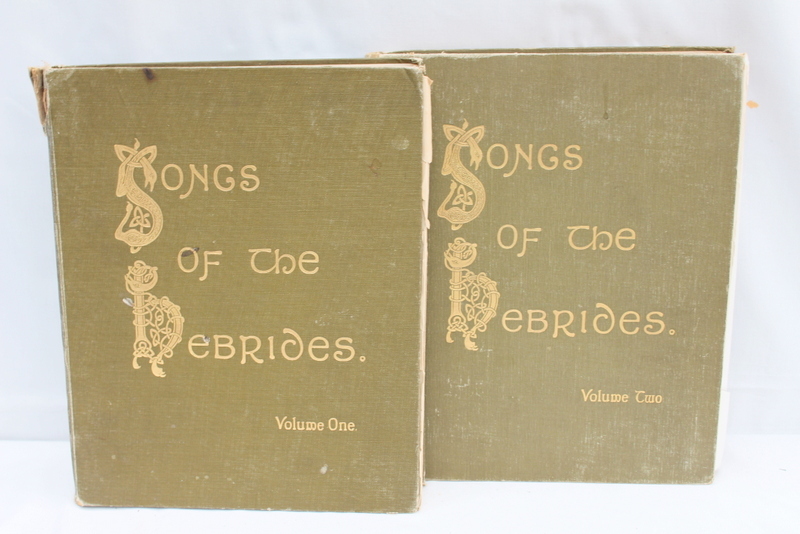 Songs
of the
Hebrides.
Volume One.
Songs
of the
Hebrides.
Volume Two